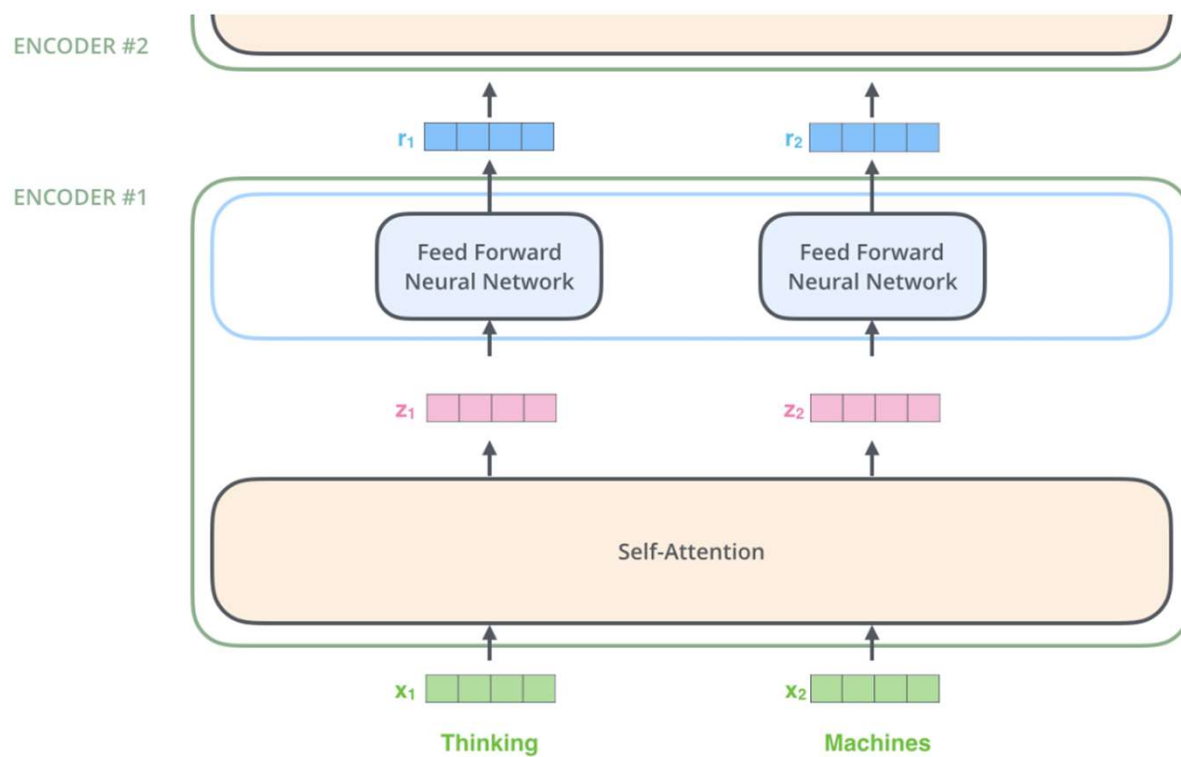 ENCODER #2
r₁
r₂
ENCODER #1
Feed Forward
Neural Network
Feed Forward
Neural Network
z₁
z₂
Self-Attention
x₁
x₂
Thinking
Machines